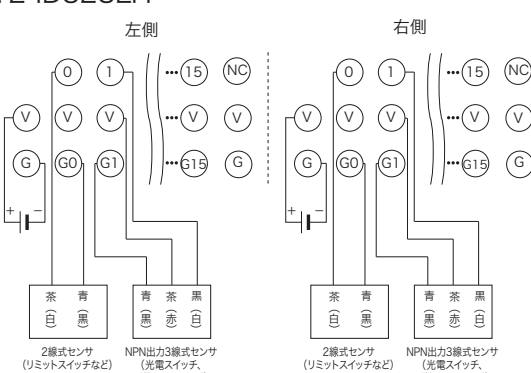 左側
右側
0 1 •••15 NC
V V V •••V V
G G0 G1 •••G15 G
+ −
茶(白) 青(黒)
青(黒) 茶(赤) 黒(白)
2線式センサ
(リミットスイッチなど)
NPN出力3線式センサ
(光電スイッチ、
0 1 •••15 NC
V V V •••V V
G G0 G1 •••G15 G
+ −
茶(白) 青(黒)
青(黒) 茶(赤) 黒(白)
2線式センサ
(リミットスイッチなど)
NPN出力3線式センサ
(光電スイッチ、